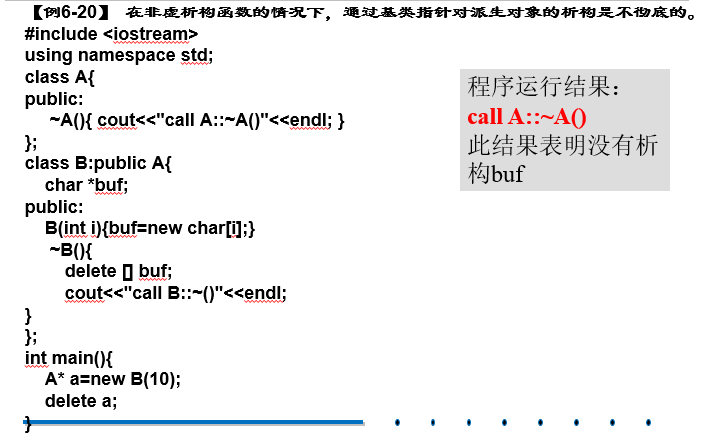 【例6-20】 在非虚析构函数的情况下，通过基类指针对派生对象的析构是不彻底的。
#include <iostream>
using namespace std;
class A{
public:
~A(){ cout<<"call A::~A()"<<endl; }
};
class B:public A{
char *buf;
public:
B(int i){buf=new char[i];}
~B(){
delete [] buf;
cout<<"call B::~()"<<endl;
}
};
int main(){
A* a=new B(10);
delete a;
}
程序运行结果：
call A::~A()
此结果表明没有析
构buf